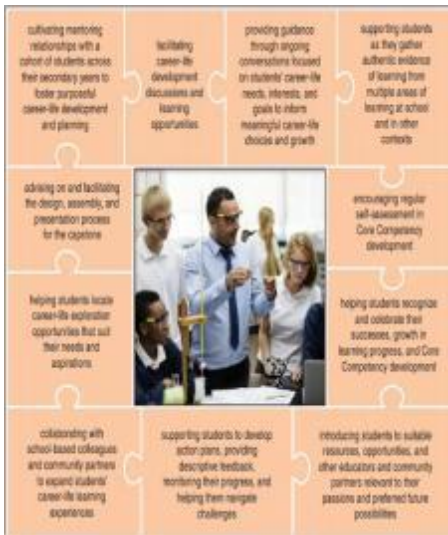 cultivating mentoring
relationships with a
cohort of students across
their secondary years to
foster purposeful
career-life development
and planning
facilitating
career-life
development
discussions and
learning
opportunities
providing guidance
through ongoing
conversations focused
on students' career-life
needs, interests, and
goals to inform
meaningful career-life
choices and growth
supporting students
as they gather
authentic evidence
of learning from
multiple areas of
learning at school
and in other
contexts
advising on and facilitating
the design, assembly, and
presentation process
for the capstone
encouraging regular
self-assessment in
Core Competency
development
helping students locate
career-life exploration
opportunities that suit
their needs and
aspirations
helping students recognize
and celebrate their
successes, growth in
learning progress, and Core
Competency development
collaborating with
school-based colleagues
and community partners
to expand students'
career-life learning
experiences
supporting students to develop
action plans, providing
descriptive feedback,
monitoring their progress, and
helping them navigate
challenges
introducing students to suitable
resources, opportunities, and
other educators and community
partners relevant to their
passions and preferred future
possibilities